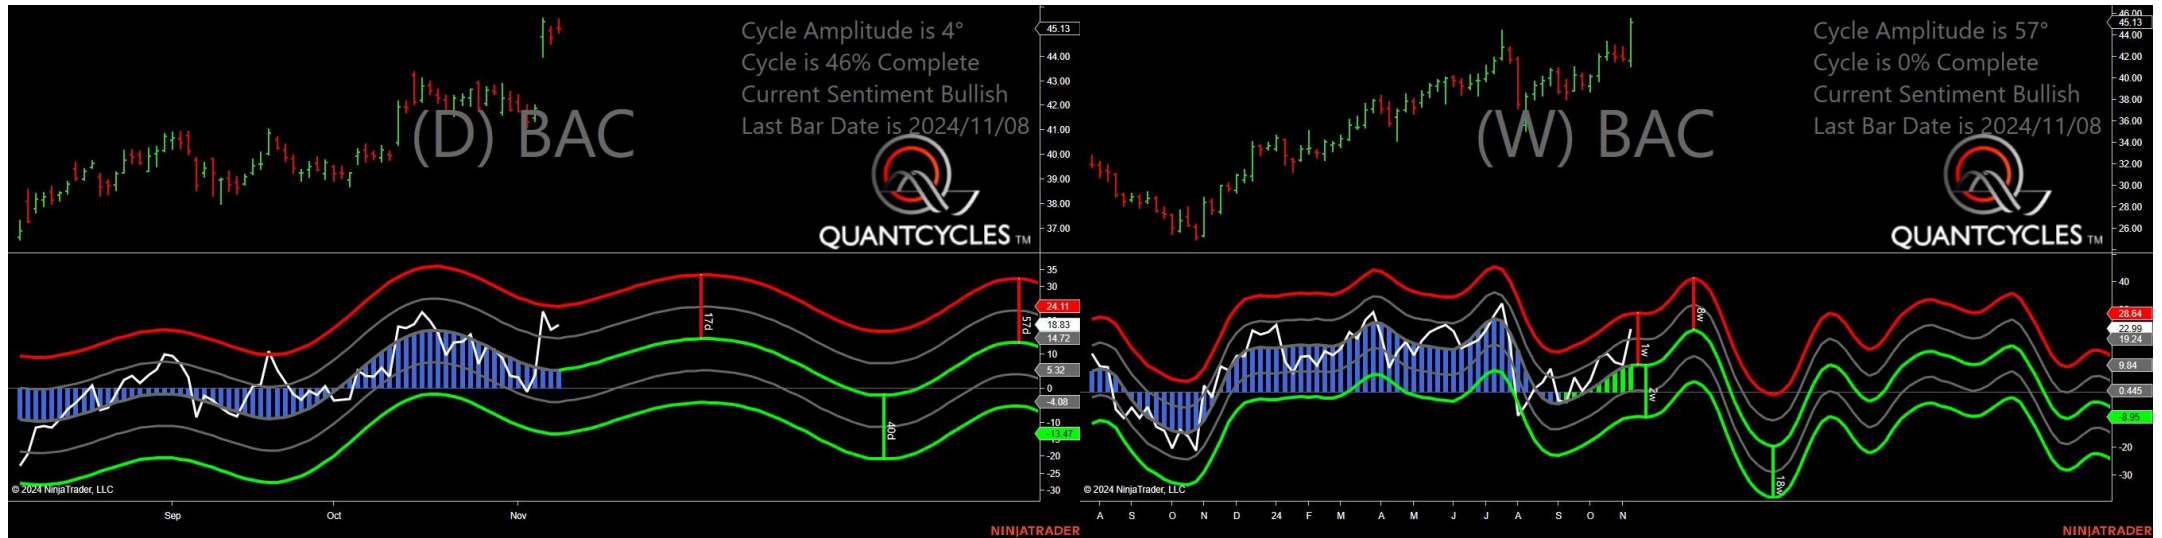 Cycle Amplitude is 4°
Cycle is 46% Complete
Current Sentiment Bullish
Last Bar Date is 2024/11/08
(D) BAC
QUANTCYCLES TM
45.13
44.00
43.00
42.00
41.00
40.00
39.00
38.00
37.00
35
30
24.11
18.83
14.72
10
5.32
0
-4.08
-10
-13.47
-20
-25
-30
17d
40d
57d
© 2024 NinjaTrader, LLC
Sep Oct Nov
NINJATRADER
Cycle Amplitude is 57°
Cycle is 0% Complete
Current Sentiment Bullish
Last Bar Date is 2024/11/08
(W) BAC
QUANTCYCLES TM
46.00
45.13
44.00
42.00
40.00
38.00
36.00
34.00
32.00
30.00
28.00
26.00
40
28.64
22.99
19.24
9.84
0.445
-8.95
-20
-30
1w
2w
8w
18w
© 2024 NinjaTrader, LLC
A S O N D 24 F M A M J J A S O N
NINJATRADER